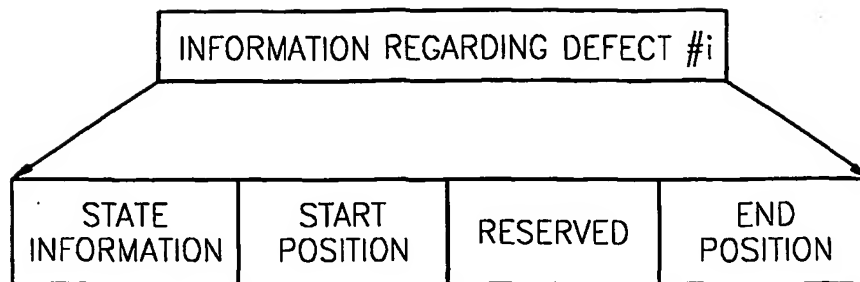 INFORMATION REGARDING DEFECT #i
STATE
INFORMATION
START
POSITION
RESERVED
END
POSITION